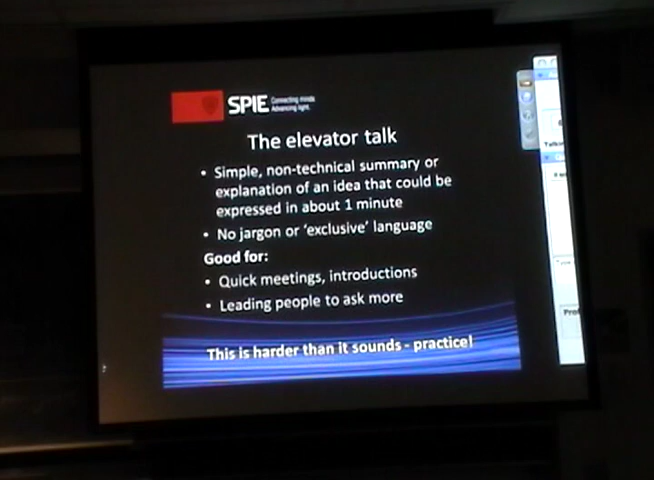 SPIE Connecting minds.
Advancing light.
The elevator talk
• Simple, non-technical summary or
explanation of an idea that could be
expressed in about 1 minute
• No jargon or ‘exclusive’ language
Good for:
• Quick meetings, introductions
• Leading people to ask more
This is harder than it sounds - practice!